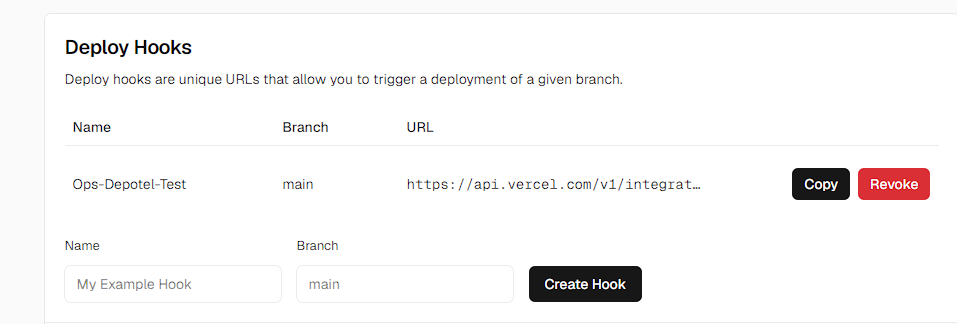 Deploy Hooks
Deploy hooks are unique URLs that allow you to trigger a deployment of a given branch.
Name Branch URL
Ops-Depotel-Test main https://api.vercel.com/v1/integrat… Copy Revoke
Name Branch
My Example Hook main Create Hook